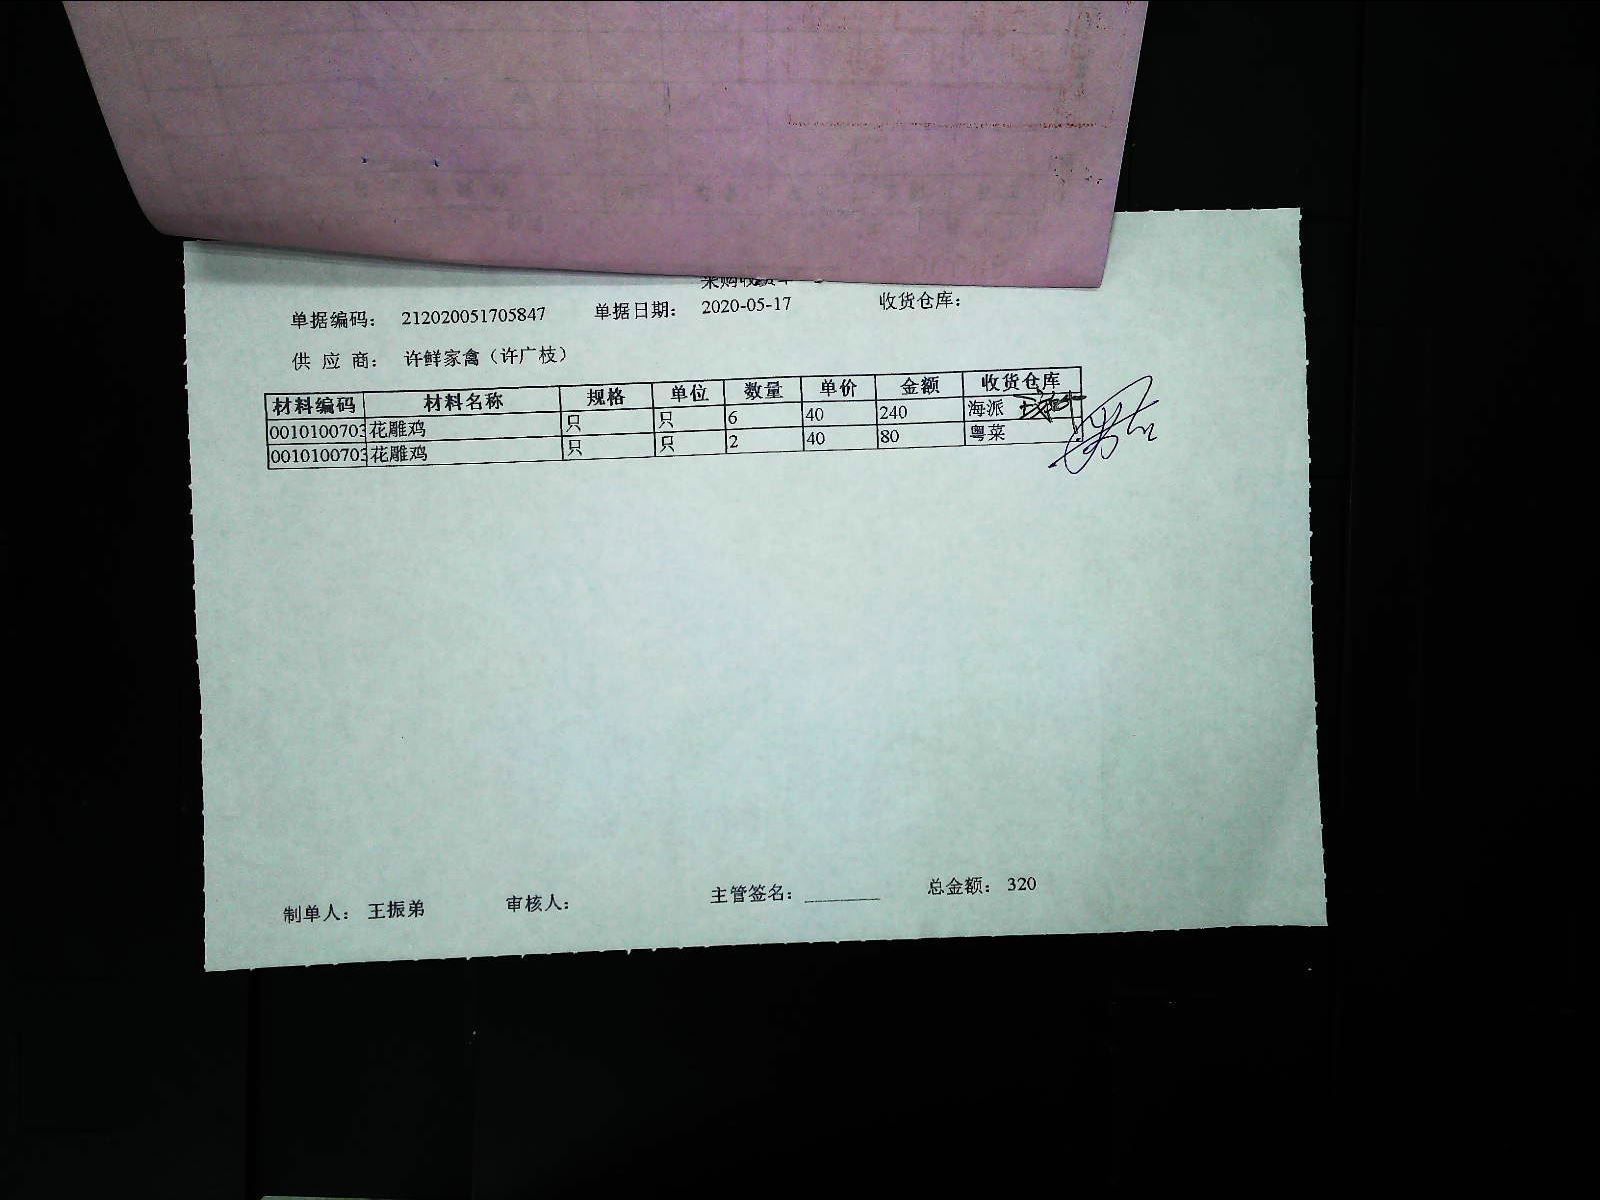 单据编码： 212020051705847 单据日期： 2020-05-17 收货仓库：
供 应 商： 许鲜家禽（许广枝）
材料编码 材料名称 规格 单位 数量 单价 金额 收货仓库
0010100703 花雕鸡 只 只 6 40 240 海派
0010100703 花雕鸡 只 只 2 40 80 粤菜
制单人： 王振弟 审核人： 主管签名： 总金额： 320